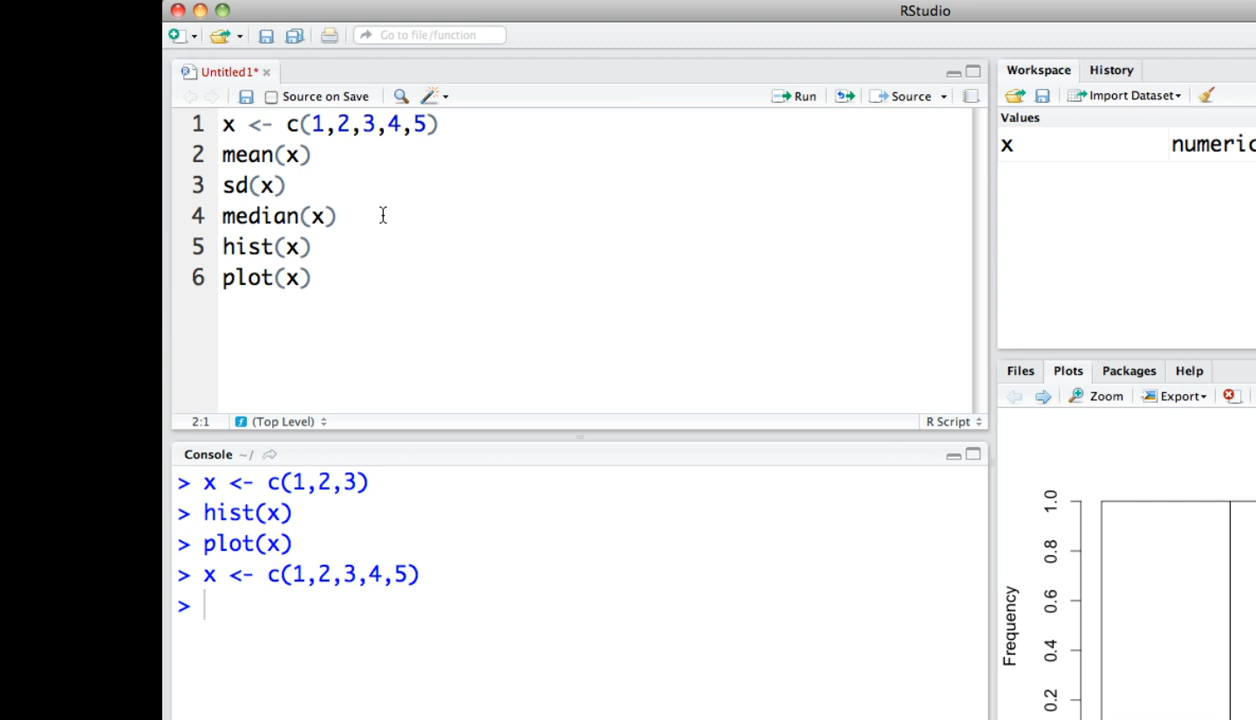 RStudio
Go to file/function
Untitled1*
Source on Save
Run
Source
1 x <- c(1,2,3,4,5)
2 mean(x)
3 sd(x)
4 median(x)
5 hist(x)
6 plot(x)
2:1
(Top Level)
R Script
Console ~/
> x <- c(1,2,3)
> hist(x)
> plot(x)
> x <- c(1,2,3,4,5)
>
Workspace
History
Import Dataset
Values
x numeric
Files
Plots
Packages
Help
Zoom
Export
1.0
0.8
0.6
0.4
0.2
Frequency